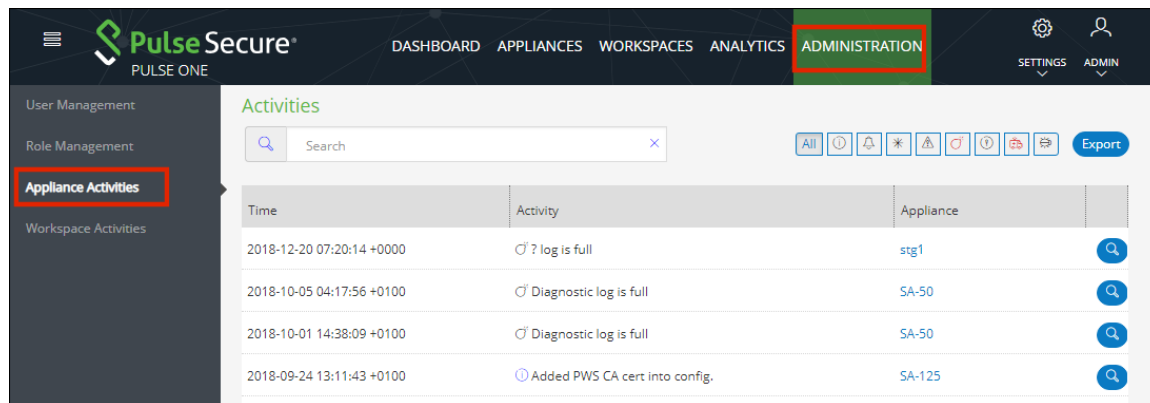 Pulse Secure®
PULSE ONE
DASHBOARD APPLIANCES WORKSPACES ANALYTICS ADMINISTRATION
SETTINGS ADMIN
User Management
Role Management
Appliance Activities
Workspace Activities
Activities
Search
All
Export
Time Activity Appliance
2018-12-20 07:20:14 +0000 ? log is full stg1
2018-10-05 04:17:56 +0100 Diagnostic log is full SA-50
2018-10-01 14:38:09 +0100 Diagnostic log is full SA-50
2018-09-24 13:11:43 +0100 Added PWS CA cert into config. SA-125